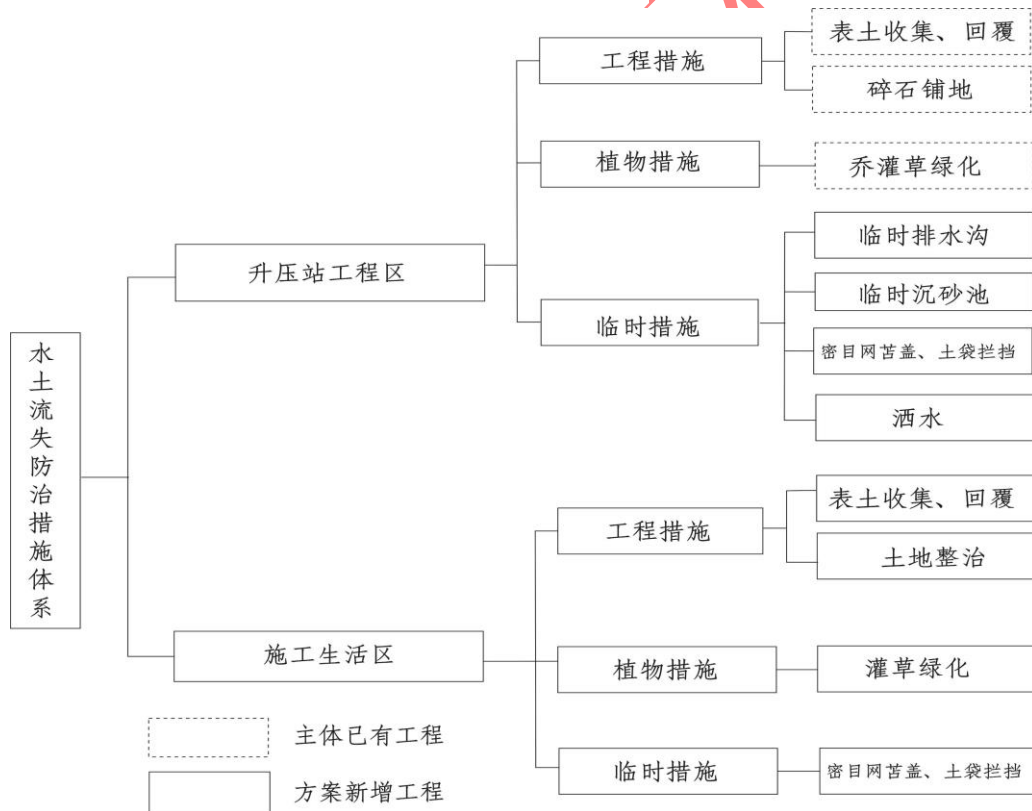 水土流失防治措施体系
升压站工程区
工程措施
表土收集、回覆
碎石铺地
植物措施
乔灌草绿化
临时措施
临时排水沟
临时沉砂池
密目网苫盖、土袋拦挡
洒水
施工生活区
工程措施
表土收集、回覆
土地整治
植物措施
灌草绿化
临时措施
密目网苫盖、土袋拦挡
主体已有工程
方案新增工程